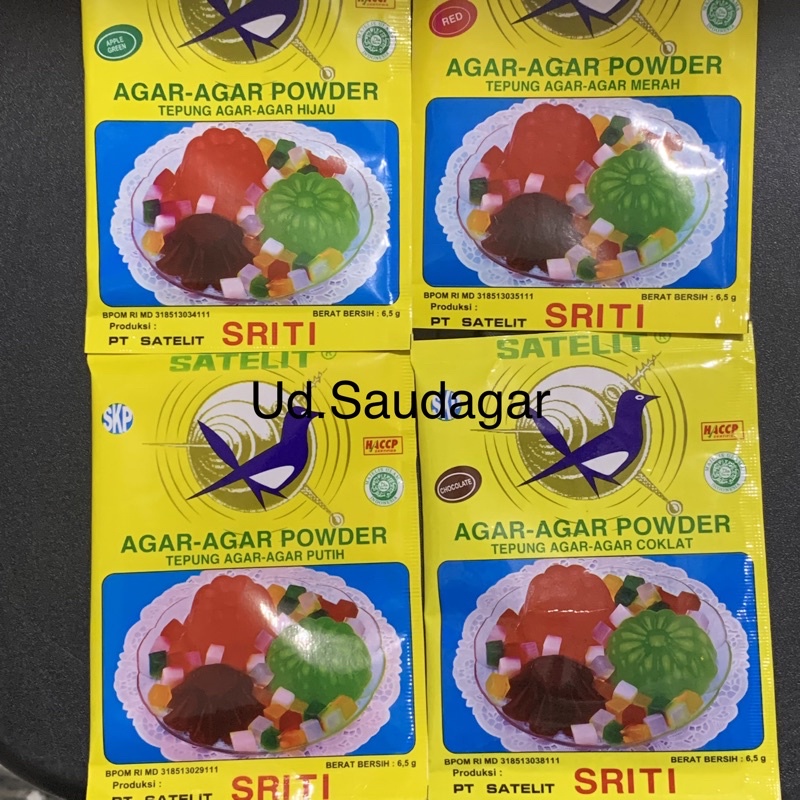 APPLE
GREEN
AGAR-AGAR POWDER
TEPUNG AGAR-AGAR HIJAU
BPOM RI MD 318513034111
BERAT BERSIH : 6,5 g
Produksi :
PT SATELIT SRITI
RED
AGAR-AGAR POWDER
TEPUNG AGAR-AGAR MERAH
BPOM RI MD 318513035111
BERAT BERSIH : 6,5 g
Produksi :
PT SATELIT SRITI
Ud.Saudagar
SATELIT ®
SKP
HACCP
AGAR-AGAR POWDER
TEPUNG AGAR-AGAR PUTIH
BPOM RI MD 318513029111
BERAT BERSIH : 6,5 g
Produksi :
PT SATELIT SRITI
SATELIT ®
HACCP
CHOCOLATE
AGAR-AGAR POWDER
TEPUNG AGAR-AGAR COKLAT
BPOM RI MD 318513038111
BERAT BERSIH : 6,5 g
Produksi :
PT SATELIT SRITI